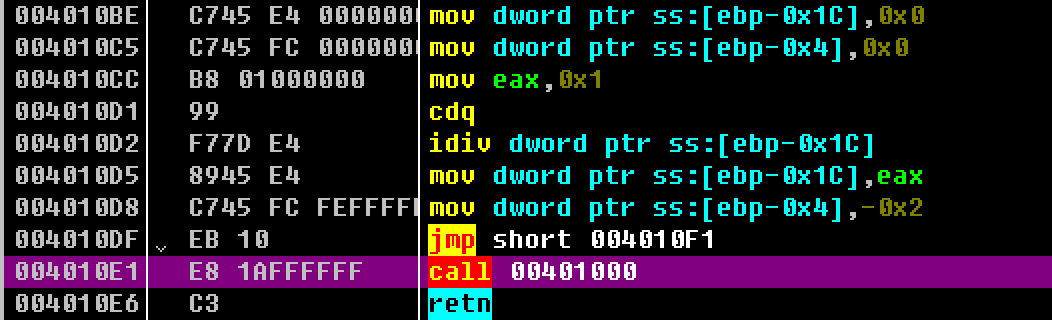 004010BE C745 E4 0000000 mov dword ptr ss:[ebp-0x1C],0x0
004010C5 C745 FC 0000000 mov dword ptr ss:[ebp-0x4],0x0
004010CC B8 01000000 mov eax,0x1
004010D1 99 cdq
004010D2 F77D E4 idiv dword ptr ss:[ebp-0x1C]
004010D5 8945 E4 mov dword ptr ss:[ebp-0x1C],eax
004010D8 C745 FC FEFFFFF mov dword ptr ss:[ebp-0x4],-0x2
004010DF EB 10 jmp short 004010F1
004010E1 E8 1AFFFFFF call 00401000
004010E6 C3 retn